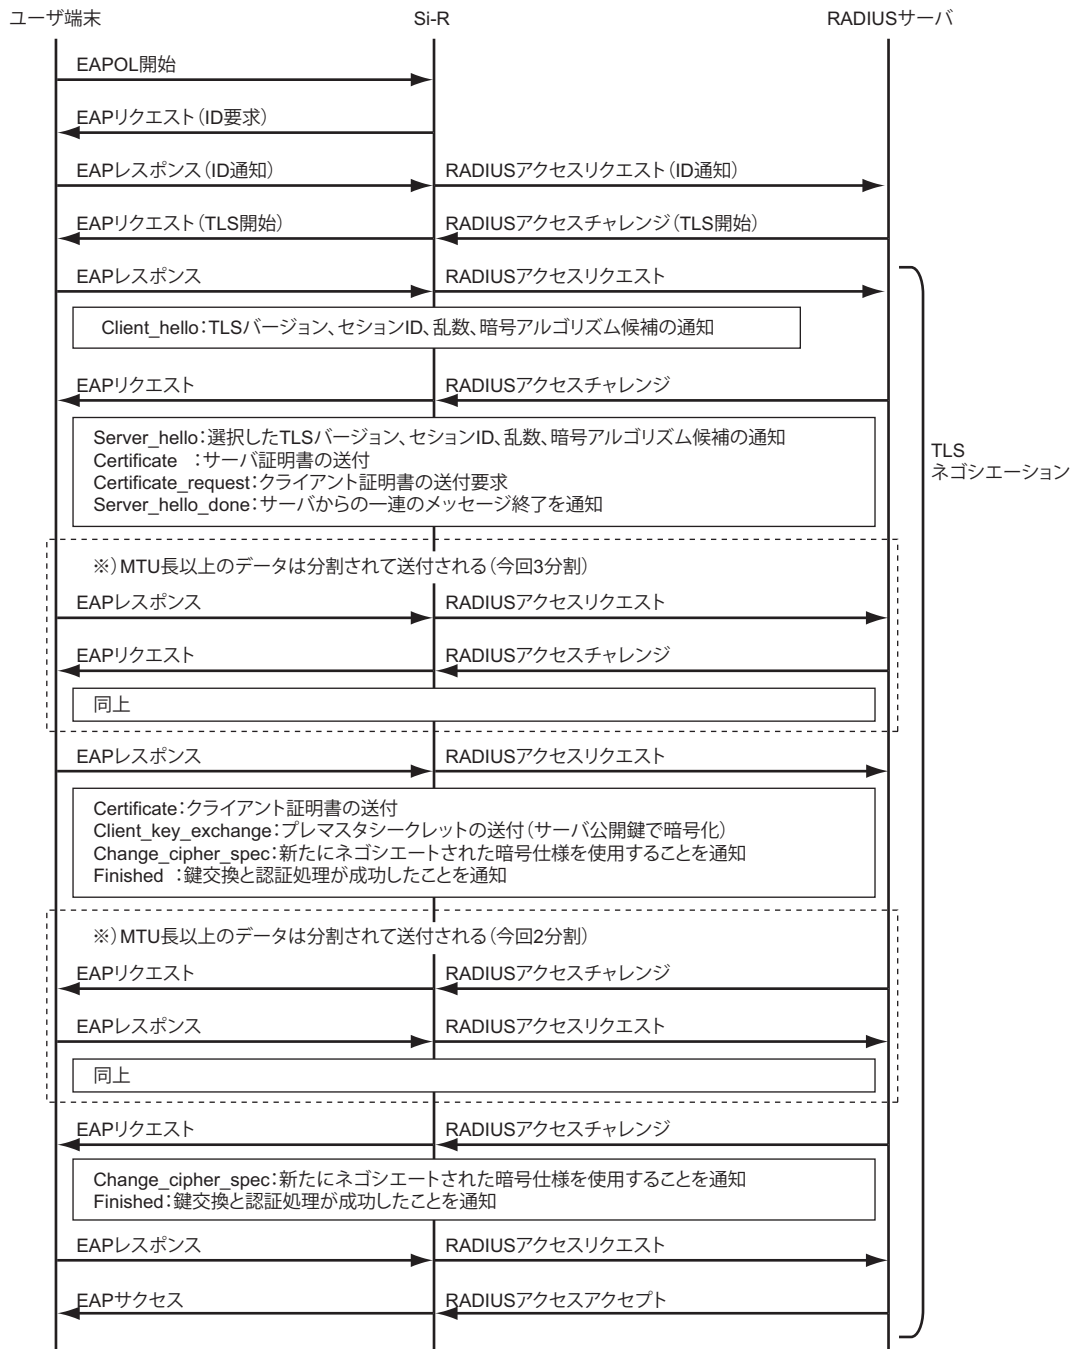 ユーザ端末 Si-R RADIUSサーバ
EAPOL開始
EAPリクエスト（ID要求）
EAPレスポンス（ID通知） RADIUSアクセスリクエスト（ID通知）
EAPリクエスト（TLS開始） RADIUSアクセスチャレンジ（TLS開始）
EAPレスポンス RADIUSアクセスリクエスト
Client_hello：TLSバージョン、セションID、乱数、暗号アルゴリズム候補の通知
EAPリクエスト RADIUSアクセスチャレンジ
Server_hello：選択したTLSバージョン、セションID、乱数、暗号アルゴリズム候補の通知
Certificate ：サーバ証明書の送付
Certificate_request：クライアント証明書の送付要求
Server_hello_done：サーバからの一連のメッセージ終了を通知
TLS
ネゴシエーション
※）MTU長以上のデータは分割されて送付される（今回3分割）
EAPレスポンス RADIUSアクセスリクエスト
EAPリクエスト RADIUSアクセスチャレンジ
同上
EAPレスポンス RADIUSアクセスリクエスト
Certificate：クライアント証明書の送付
Client_key_exchange：プレマスタシークレットの送付（サーバ公開鍵で暗号化）
Change_cipher_spec：新たにネゴシエートされた暗号仕様を使用することを通知
Finished ：鍵交換と認証処理が成功したことを通知
※）MTU長以上のデータは分割されて送付される（今回2分割）
EAPリクエスト RADIUSアクセスチャレンジ
EAPレスポンス RADIUSアクセスリクエスト
同上
EAPリクエスト RADIUSアクセスチャレンジ
Change_cipher_spec：新たにネゴシエートされた暗号仕様を使用することを通知
Finished：鍵交換と認証処理が成功したことを通知
EAPレスポンス RADIUSアクセスリクエスト
EAPサクセス RADIUSアクセスアクセプト